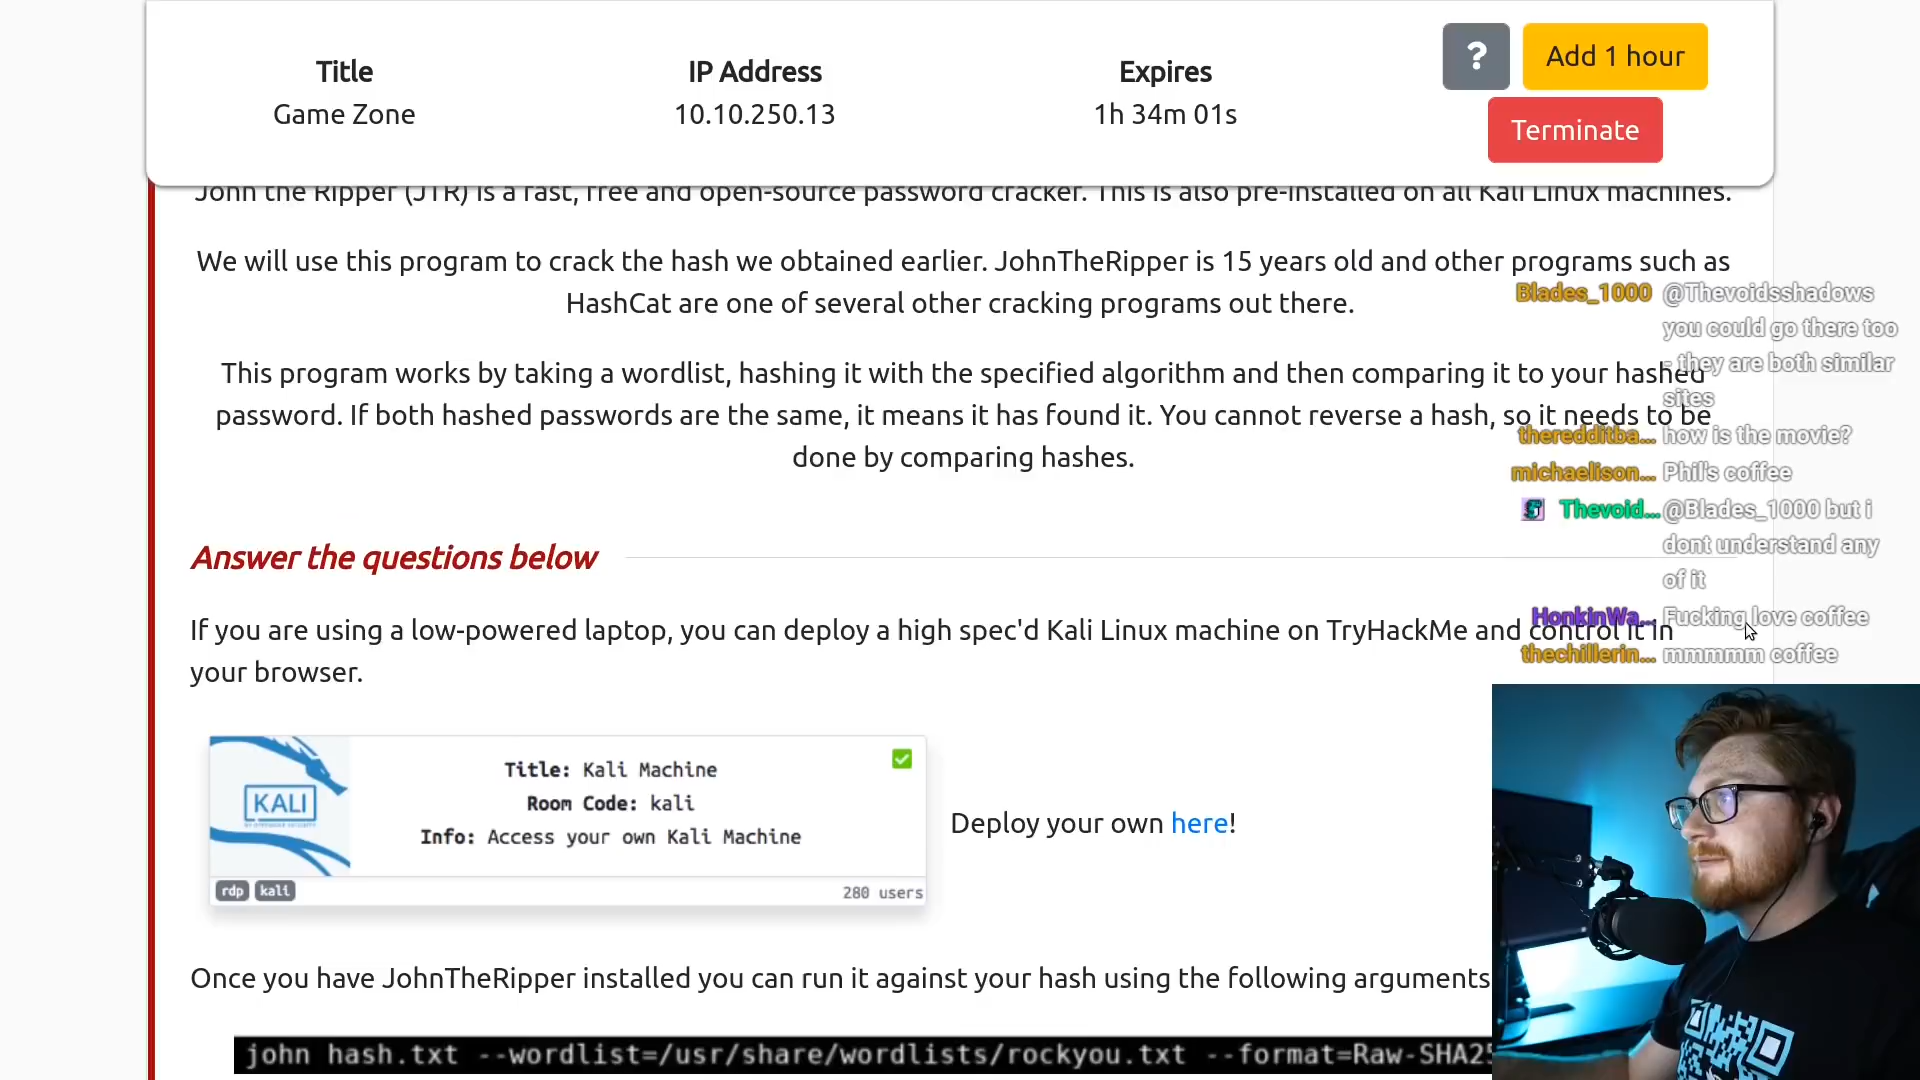 Title
Game Zone
IP Address
10.10.250.13
Expires
1h 34m 01s
?
Add 1 hour
Terminate
John the Ripper (JTR) is a fast, free and open-source password cracker. This is also pre-installed on all Kali Linux machines.
We will use this program to crack the hash we obtained earlier. JohnTheRipper is 15 years old and other programs such as
HashCat are one of several other cracking programs out there.
This program works by taking a wordlist, hashing it with the specified algorithm and then comparing it to your hashed
password. If both hashed passwords are the same, it means it has found it. You cannot reverse a hash, so it needs to be
done by comparing hashes.
Answer the questions below
If you are using a low-powered laptop, you can deploy a high spec'd Kali Linux machine on TryHackMe and control it in
your browser.
KALI
Title: Kali Machine
Room Code: kali
Info: Access your own Kali Machine
rdp kali
280 users
Deploy your own here!
Once you have JohnTheRipper installed you can run it against your hash using the following arguments
john hash.txt --wordlist=/usr/share/wordlists/rockyou.txt --format=Raw-SHA25
Blades_1000 @Thevoidsshadows
you could go there too
- they are both similar
sites
theredditba... how is the movie?
michaelison... Phil's coffee
Thevoid... @Blades_1000 but i
dont understand any
of it
HonkinWa... Fucking love coffee
thechillerin... mmmmm coffee